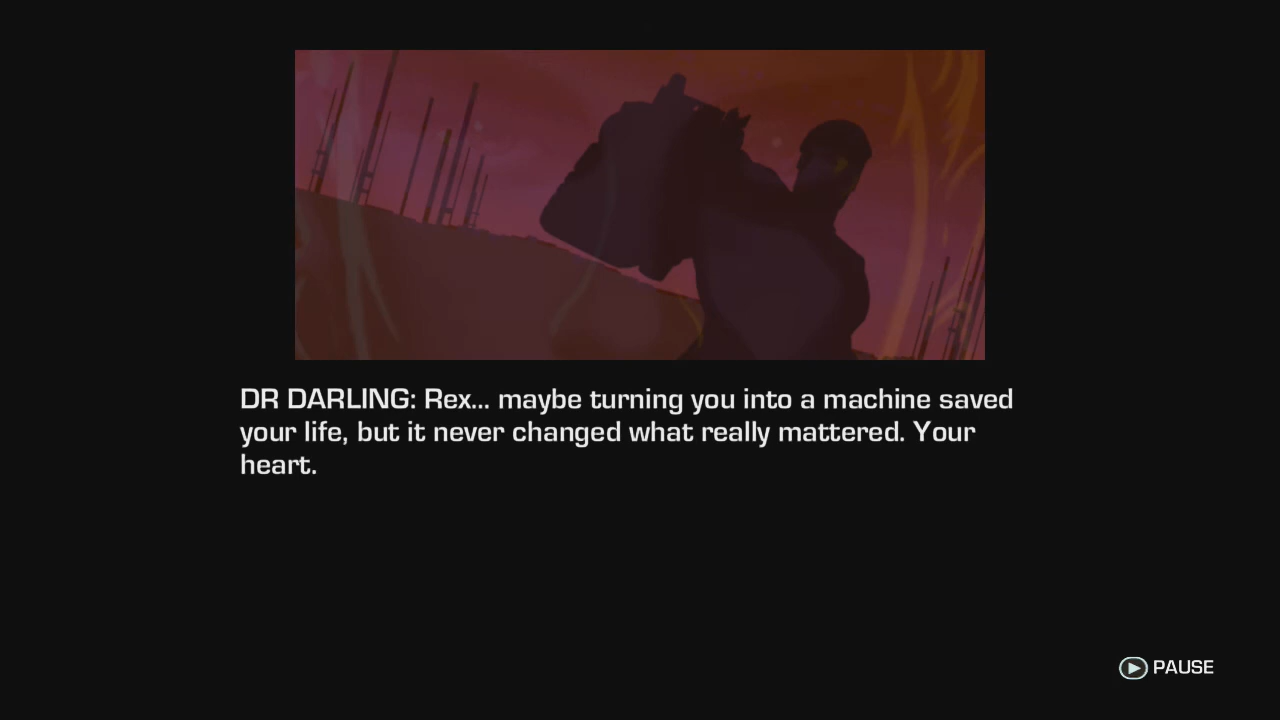 DR DARLING: Rex... maybe turning you into a machine saved
your life, but it never changed what really mattered. Your
heart.
PAUSE